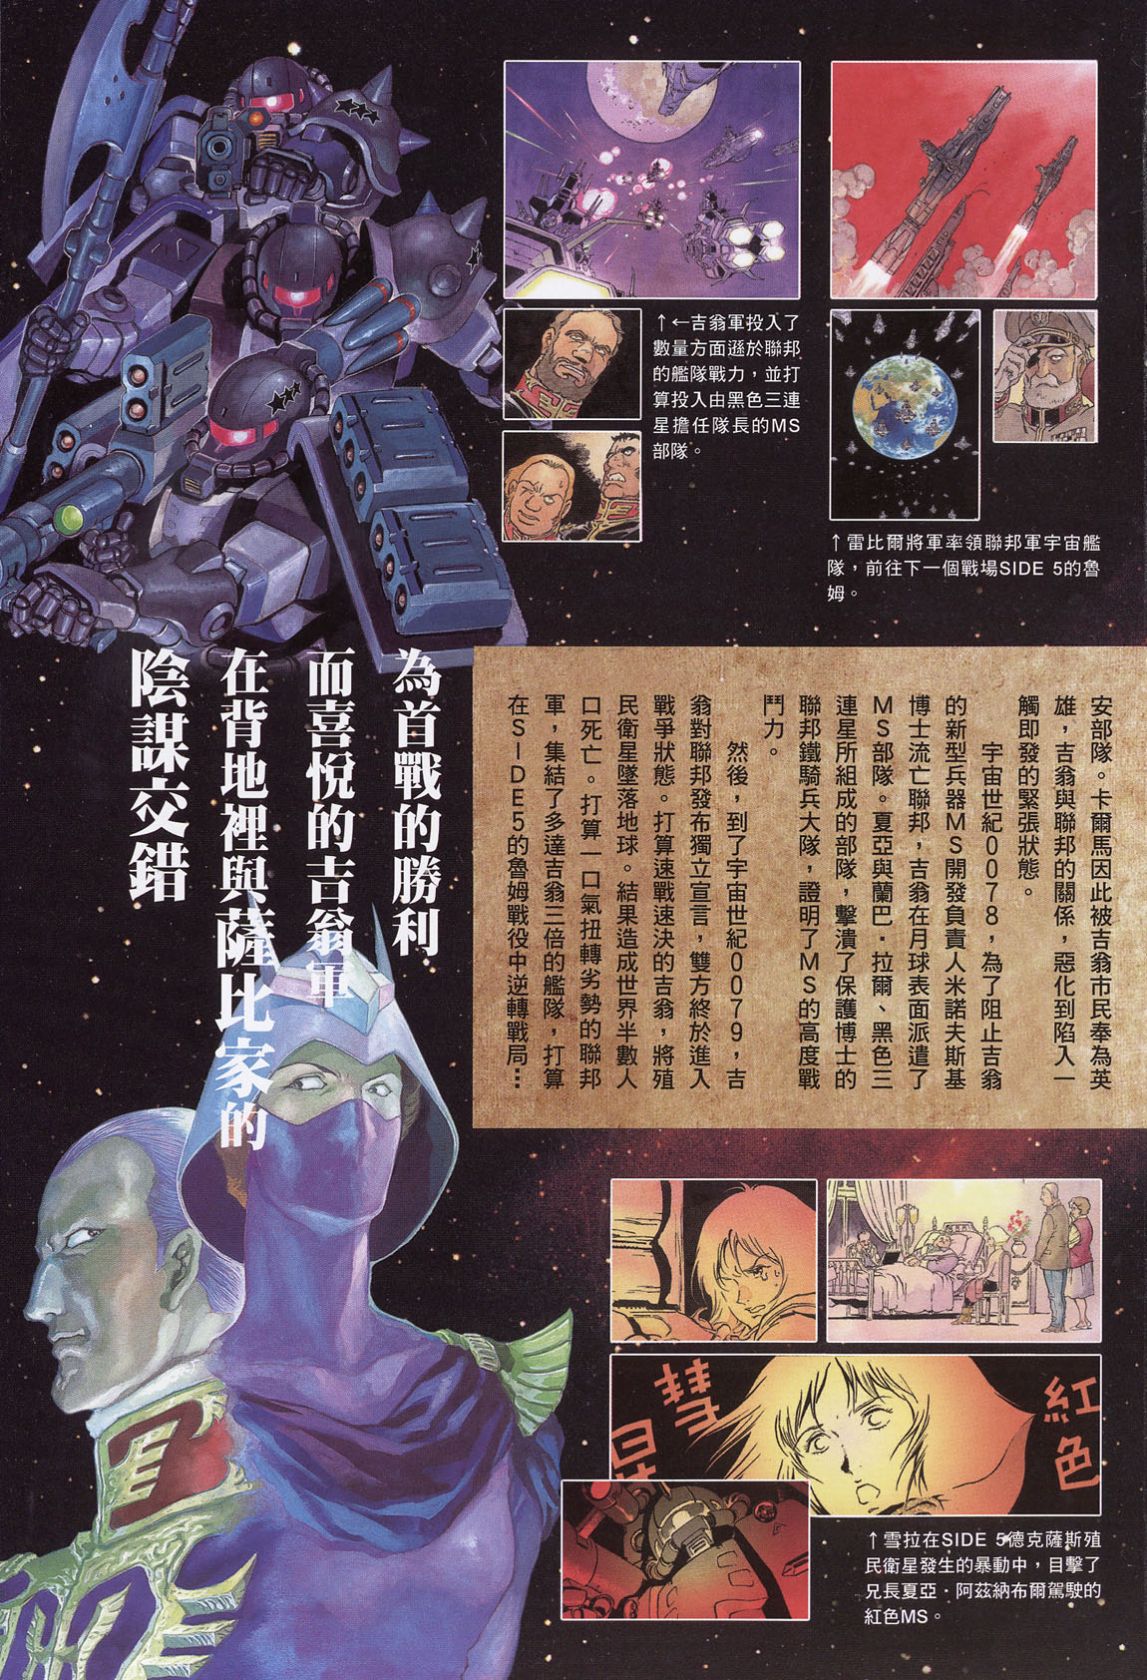 ↑←吉翁軍投入了
數量方面遜於聯邦
的艦隊戰力，並打
算投入由黑色三連
星擔任隊長的MS
部隊。
↑雷比爾將軍率領聯邦軍宇宙艦
隊，前往下一個戰場SIDE 5的魯
姆。
安部隊。卡爾馬因此被吉翁市民奉為英
雄，吉翁與聯邦的關係，惡化到陷入一
觸即發的緊張狀態。
宇宙世紀0078，為了阻止吉翁
的新型兵器MS開發負責人米諾夫斯基
博士流亡聯邦，吉翁在月球表面派遣了
MS部隊。夏亞與蘭巴・拉爾、黑色三
連星所組成的部隊，擊潰了保護博士的
聯邦鐵騎兵大隊，證明了MS的高度戰
鬥力。
然後，到了宇宙世紀0079，吉
翁對聯邦發布獨立宣言，雙方終於進入
戰爭狀態。打算速戰速決的吉翁，將殖
民衛星墜落地球。結果造成世界半數人
口死亡。打算一口氣扭轉劣勢的聯邦
軍，集結了多達吉翁三倍的艦隊，打算
在SIDE5的魯姆戰役中逆轉戰局…
為首戰的勝利
而喜悅的吉翁軍
在背地裡與薩比家的
陰謀交錯
紅色
彗星
↑雪拉在SIDE 5德克薩斯殖
民衛星發生的暴動中，目擊了
兄長夏亞・阿茲納布爾駕駛的
紅色MS。